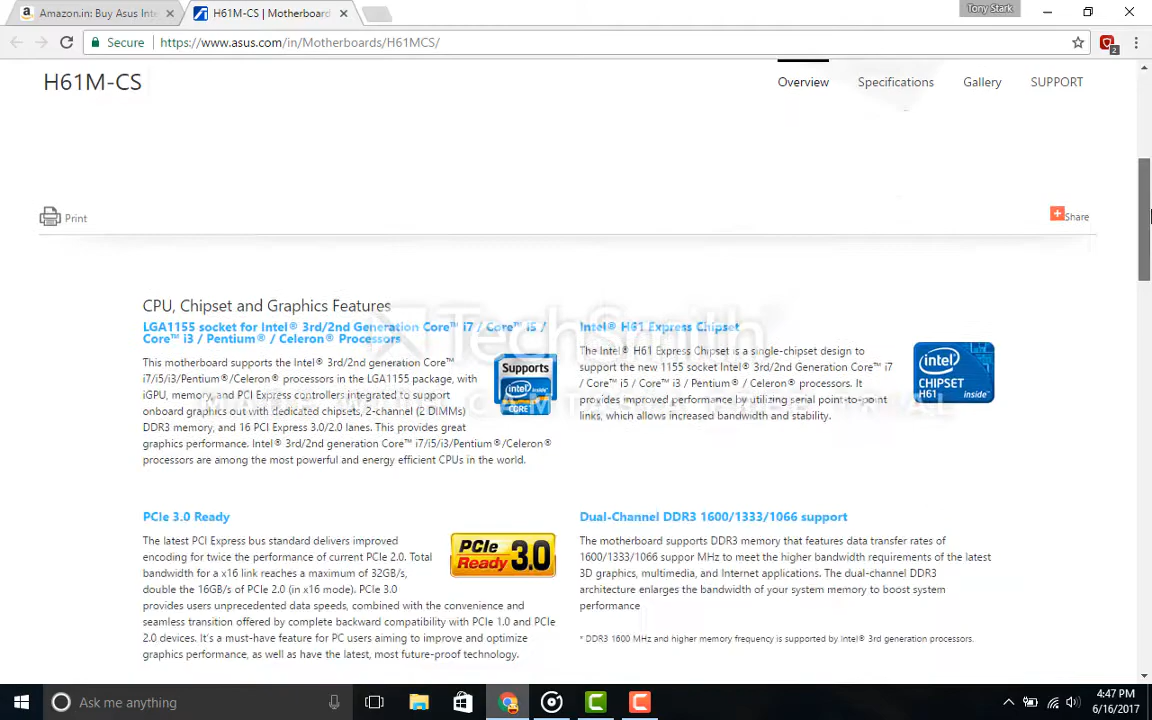 Amazon.in: Buy Asus Inte
H61M-CS | Motherboard
Tony Stark
Secure
https://www.asus.com/in/Motherboards/H61MCS/
2
H61M-CS
Overview
Specifications
Gallery
SUPPORT
Print
Share
CPU, Chipset and Graphics Features
LGA1155 socket for Intel® 3rd/2nd Generation Core™ i7 / Core™ i5 /
Core™ i3 / Pentium® / Celeron® Processors
This motherboard supports the Intel® 3rd/2nd generation Core™
i7/i5/i3/Pentium®/Celeron® processors in the LGA1155 package, with
iGPU, memory, and PCI Express controllers integrated to support
onboard graphics out with dedicated chipsets, 2-channel (2 DIMMs)
DDR3 memory, and 16 PCI Express 3.0/2.0 lanes. This provides great
graphics performance. Intel® 3rd/2nd generation Core™ i7/i5/i3/Pentium®/Celeron®
processors are among the most powerful and energy efficient CPUs in the world.
Supports
intel inside
CORE
Intel® H61 Express Chipset
The Intel® H61 Express Chipset is a single-chipset design to
support the new 1155 socket Intel® 3rd/2nd Generation Core™ i7
/ Core™ i5 / Core™ i3 / Pentium® / Celeron® processors. It
provides improved performance by utilizing serial point-to-point
links, which allows increased bandwidth and stability.
intel
CHIPSET
H61 inside™
TechSmith
PCIe 3.0 Ready
The latest PCI Express bus standard delivers improved
encoding for twice the performance of current PCIe 2.0. Total
bandwidth for a x16 link reaches a maximum of 32GB/s,
double the 16GB/s of PCIe 2.0 (in x16 mode). PCIe 3.0
provides users unprecedented data speeds, combined with the convenience and
seamless transition offered by complete backward compatibility with PCIe 1.0 and PCIe
2.0 devices. It's a must-have feature for PC users aiming to improve and optimize
graphics performance, as well as have the latest, most future-proof technology.
PCIe
Ready 3.0
Dual-Channel DDR3 1600/1333/1066 support
The motherboard supports DDR3 memory that features data transfer rates of
1600/1333/1066 suppor MHz to meet the higher bandwidth requirements of the latest
3D graphics, multimedia, and Internet applications. The dual-channel DDR3
architecture enlarges the bandwidth of your system memory to boost system
performance
* DDR3 1600 MHz and higher memory frequency is supported by Intel® 3rd generation processors.
Ask me anything
4:47 PM
6/16/2017